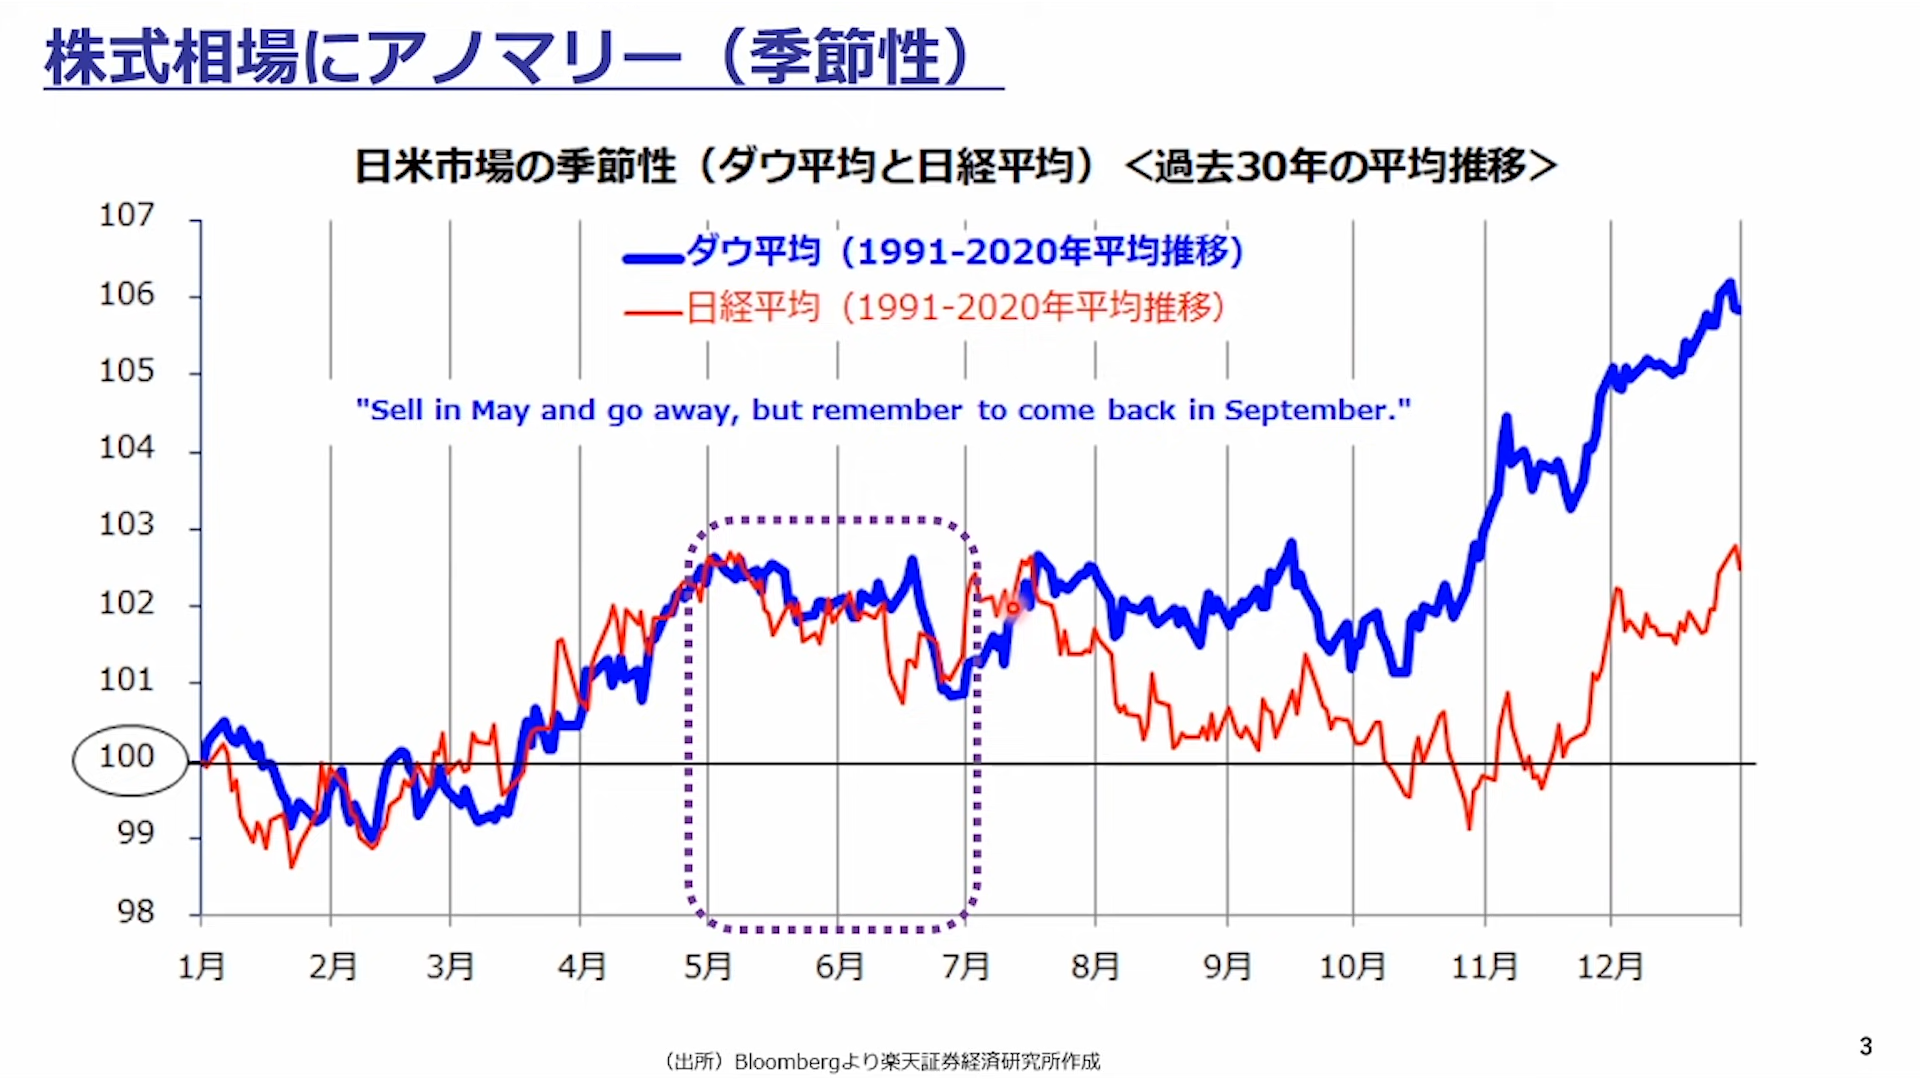 株式相場にアノマリー（季節性）
日米市場の季節性（ダウ平均と日経平均）＜過去30年の平均推移＞
107
106
105
104
103
102
101
100
99
98
ダウ平均（1991-2020年平均推移）
日経平均（1991-2020年平均推移）
"Sell in May and go away, but remember to come back in September."
1月 2月 3月 4月 5月 6月 7月 8月 9月 10月 11月 12月
（出所）Bloombergより楽天証券経済研究所作成
3